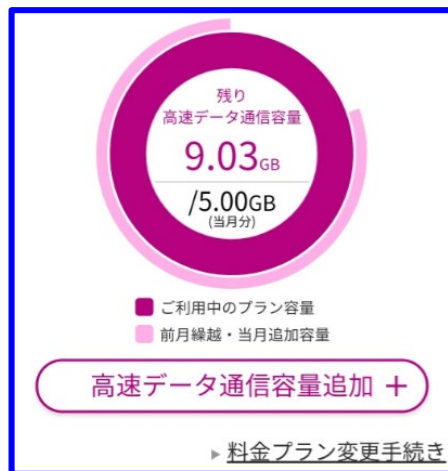 残り
高速データ通信容量
9.03GB
/5.00GB
(当月分)
ご利用中のプラン容量
前月繰越・当月追加容量
高速データ通信容量追加 +
▶ 料金プラン変更手続き